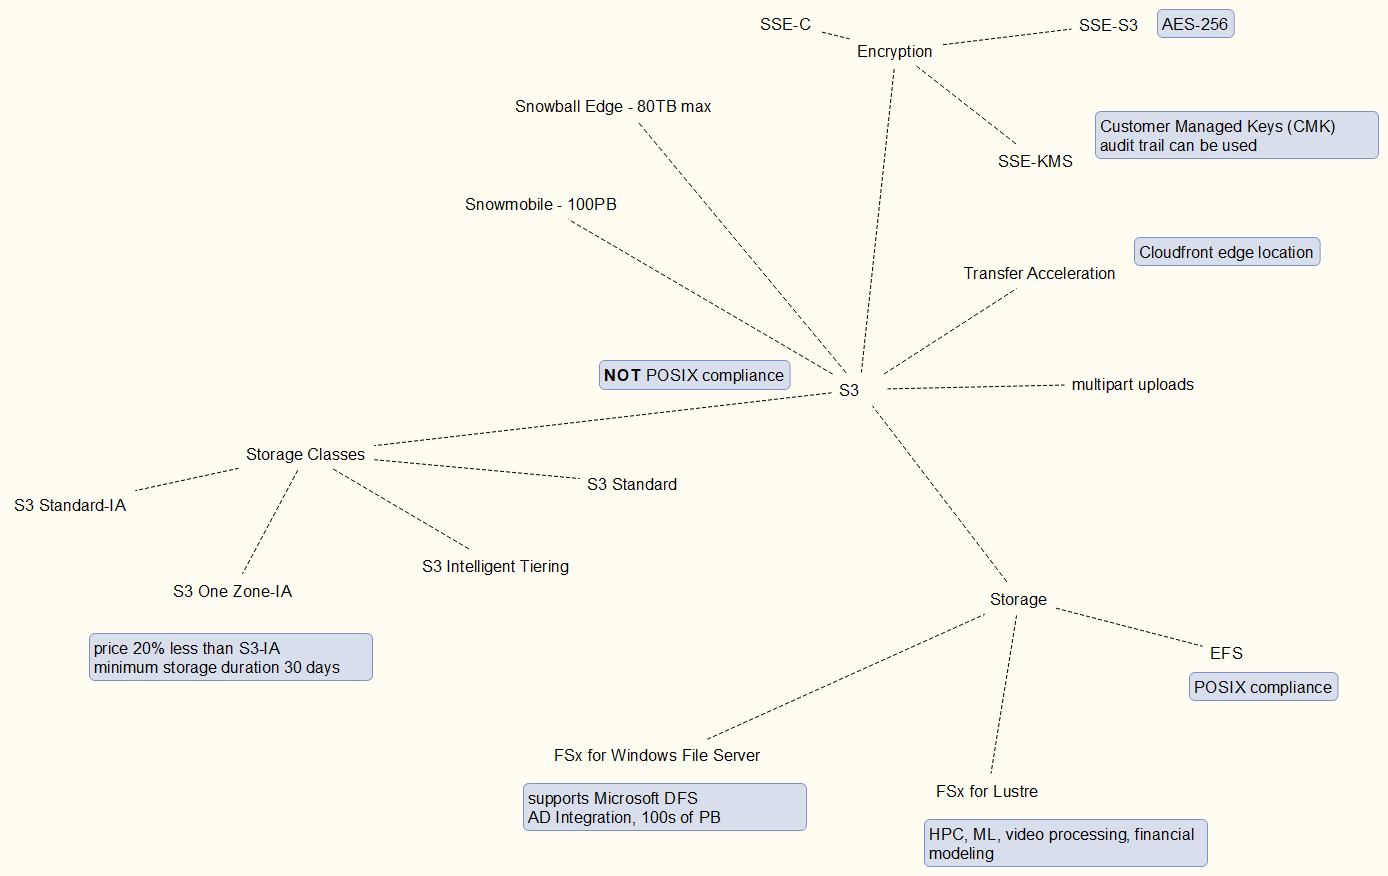 SSE-C
SSE-S3
AES-256
Encryption
Snowball Edge - 80TB max
Customer Managed Keys (CMK)
audit trail can be used
SSE-KMS
Snowmobile - 100PB
Cloudfront edge location
Transfer Acceleration
NOT POSIX compliance
S3
multipart uploads
Storage Classes
S3 Standard
S3 Standard-IA
S3 Intelligent Tiering
S3 One Zone-IA
price 20% less than S3-IA
minimum storage duration 30 days
Storage
EFS
POSIX compliance
FSx for Windows File Server
supports Microsoft DFS
AD Integration, 100s of PB
FSx for Lustre
HPC, ML, video processing, financial
modeling